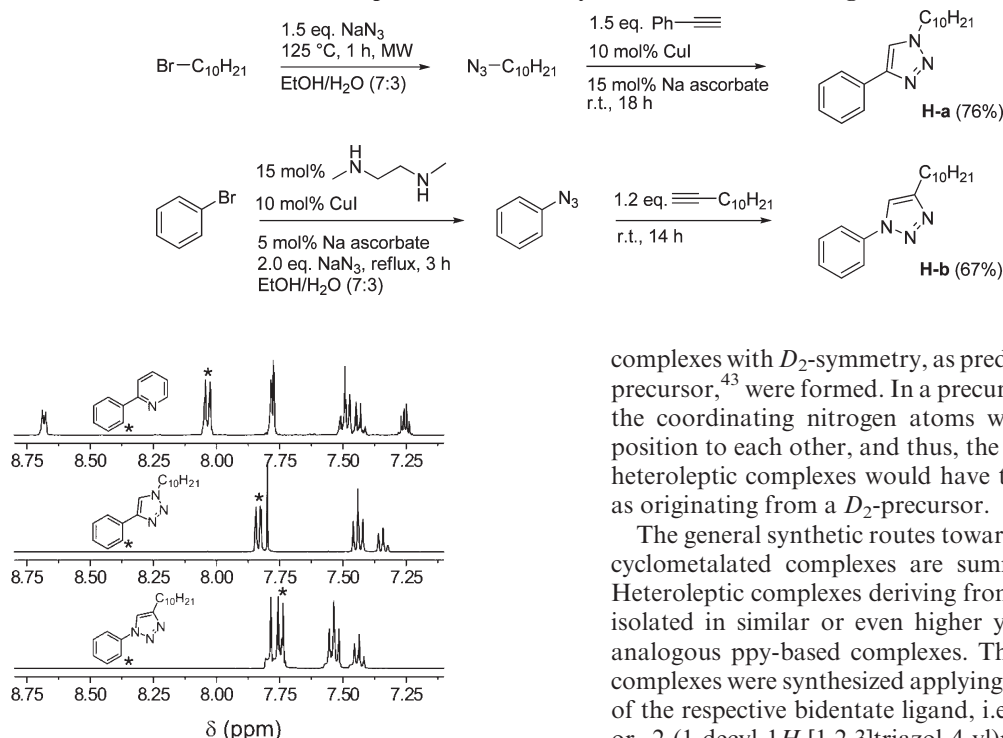 1.5 eq. NaN₃
125 °C, 1 h, MW
EtOH/H₂O (7:3)
Br–C₁₀H₂₁
N₃–C₁₀H₂₁
1.5 eq. Ph
10 mol% CuI
15 mol% Na ascorbate
r.t., 18 h
C₁₀H₂₁
N
N
N
H-a (76%)
Br
15 mol%
H
N
N
H
10 mol% CuI
5 mol% Na ascorbate
2.0 eq. NaN₃, reflux, 3 h
EtOH/H₂O (7:3)
N₃
1.2 eq. C₁₀H₂₁
r.t., 14 h
C₁₀H₂₁
N
N
N
H-b (67%)
N
*
*
8.75 8.50 8.25 8.00 7.75 7.50 7.25
C₁₀H₂₁
N
N
N
*
*
8.75 8.50 8.25 8.00 7.75 7.50 7.25
C₁₀H₂₁
N
N
N
*
*
8.75 8.50 8.25 8.00 7.75 7.50 7.25
δ (ppm)
complexes with D₂-symmetry, as pred
precursor,⁴³ were formed. In a precur
the coordinating nitrogen atoms w
position to each other, and thus, the
heteroleptic complexes would have t
as originating from a D₂-precursor.
The general synthetic routes towar
cyclometalated complexes are summ
Heteroleptic complexes deriving from
isolated in similar or even higher y
analogous ppy-based complexes. Th
complexes were synthesized applying
of the respective bidentate ligand, i.e